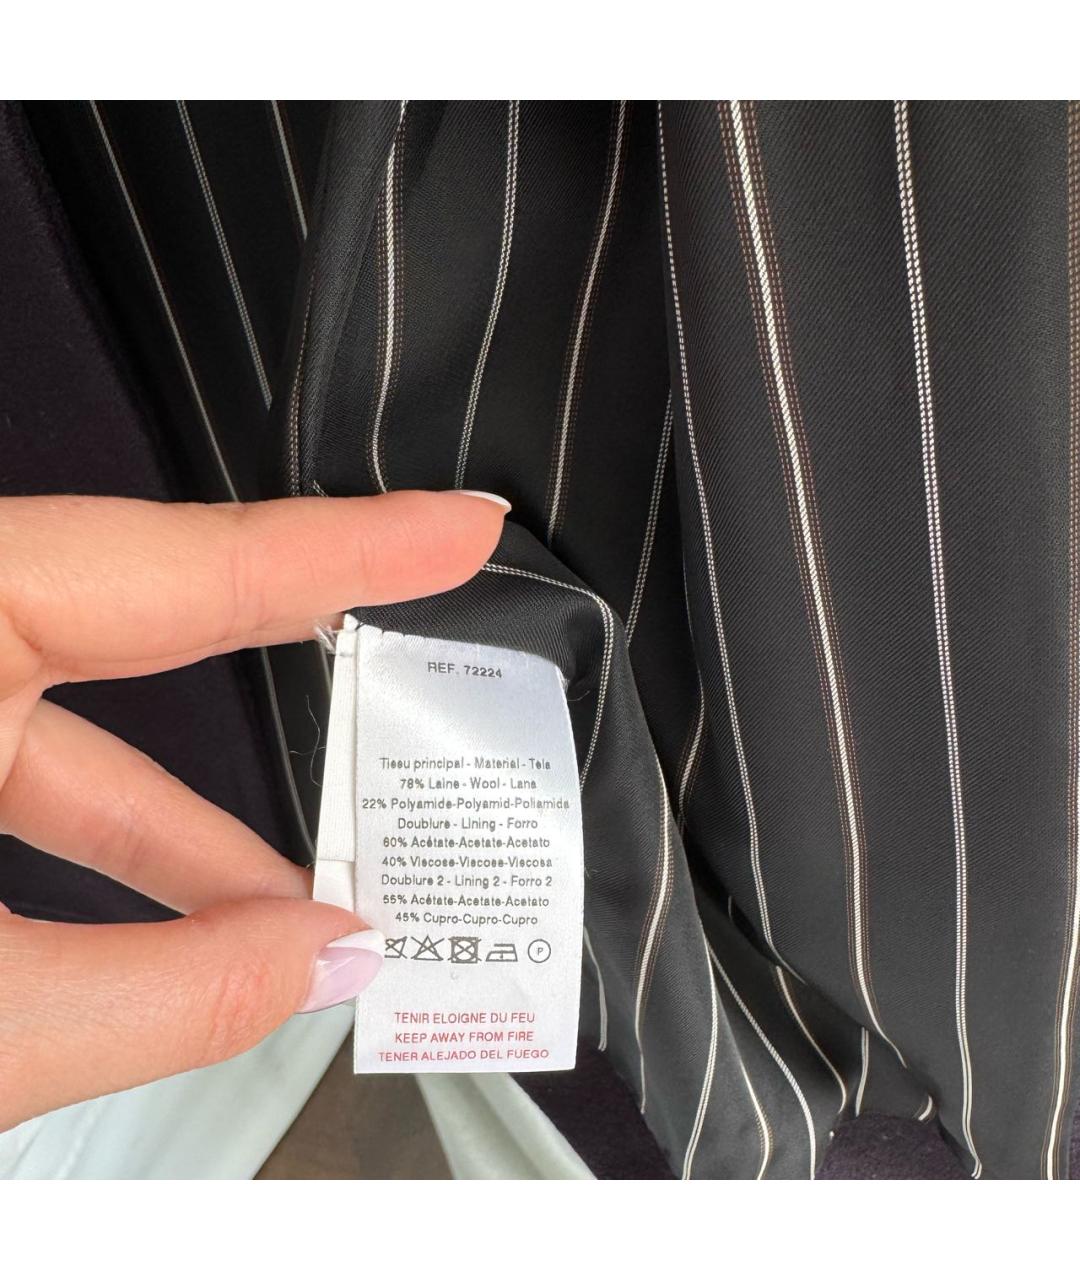 REF. 72224
Tissu principal - Material - Tela
78% Laine - Wool - Lana
22% Polyamide-Polyamid-Poliamida
Doublure - Lining - Forro
60% Acétate-Acetate-Acetato
40% Viscose-Viscose-Viscosa
Doublure 2 - Lining 2 - Forro 2
55% Acétate-Acetate-Acetato
45% Cupro-Cupro-Cupro
P
TENIR ELOIGNE DU FEU
KEEP AWAY FROM FIRE
TENER ALEJADO DEL FUEGO